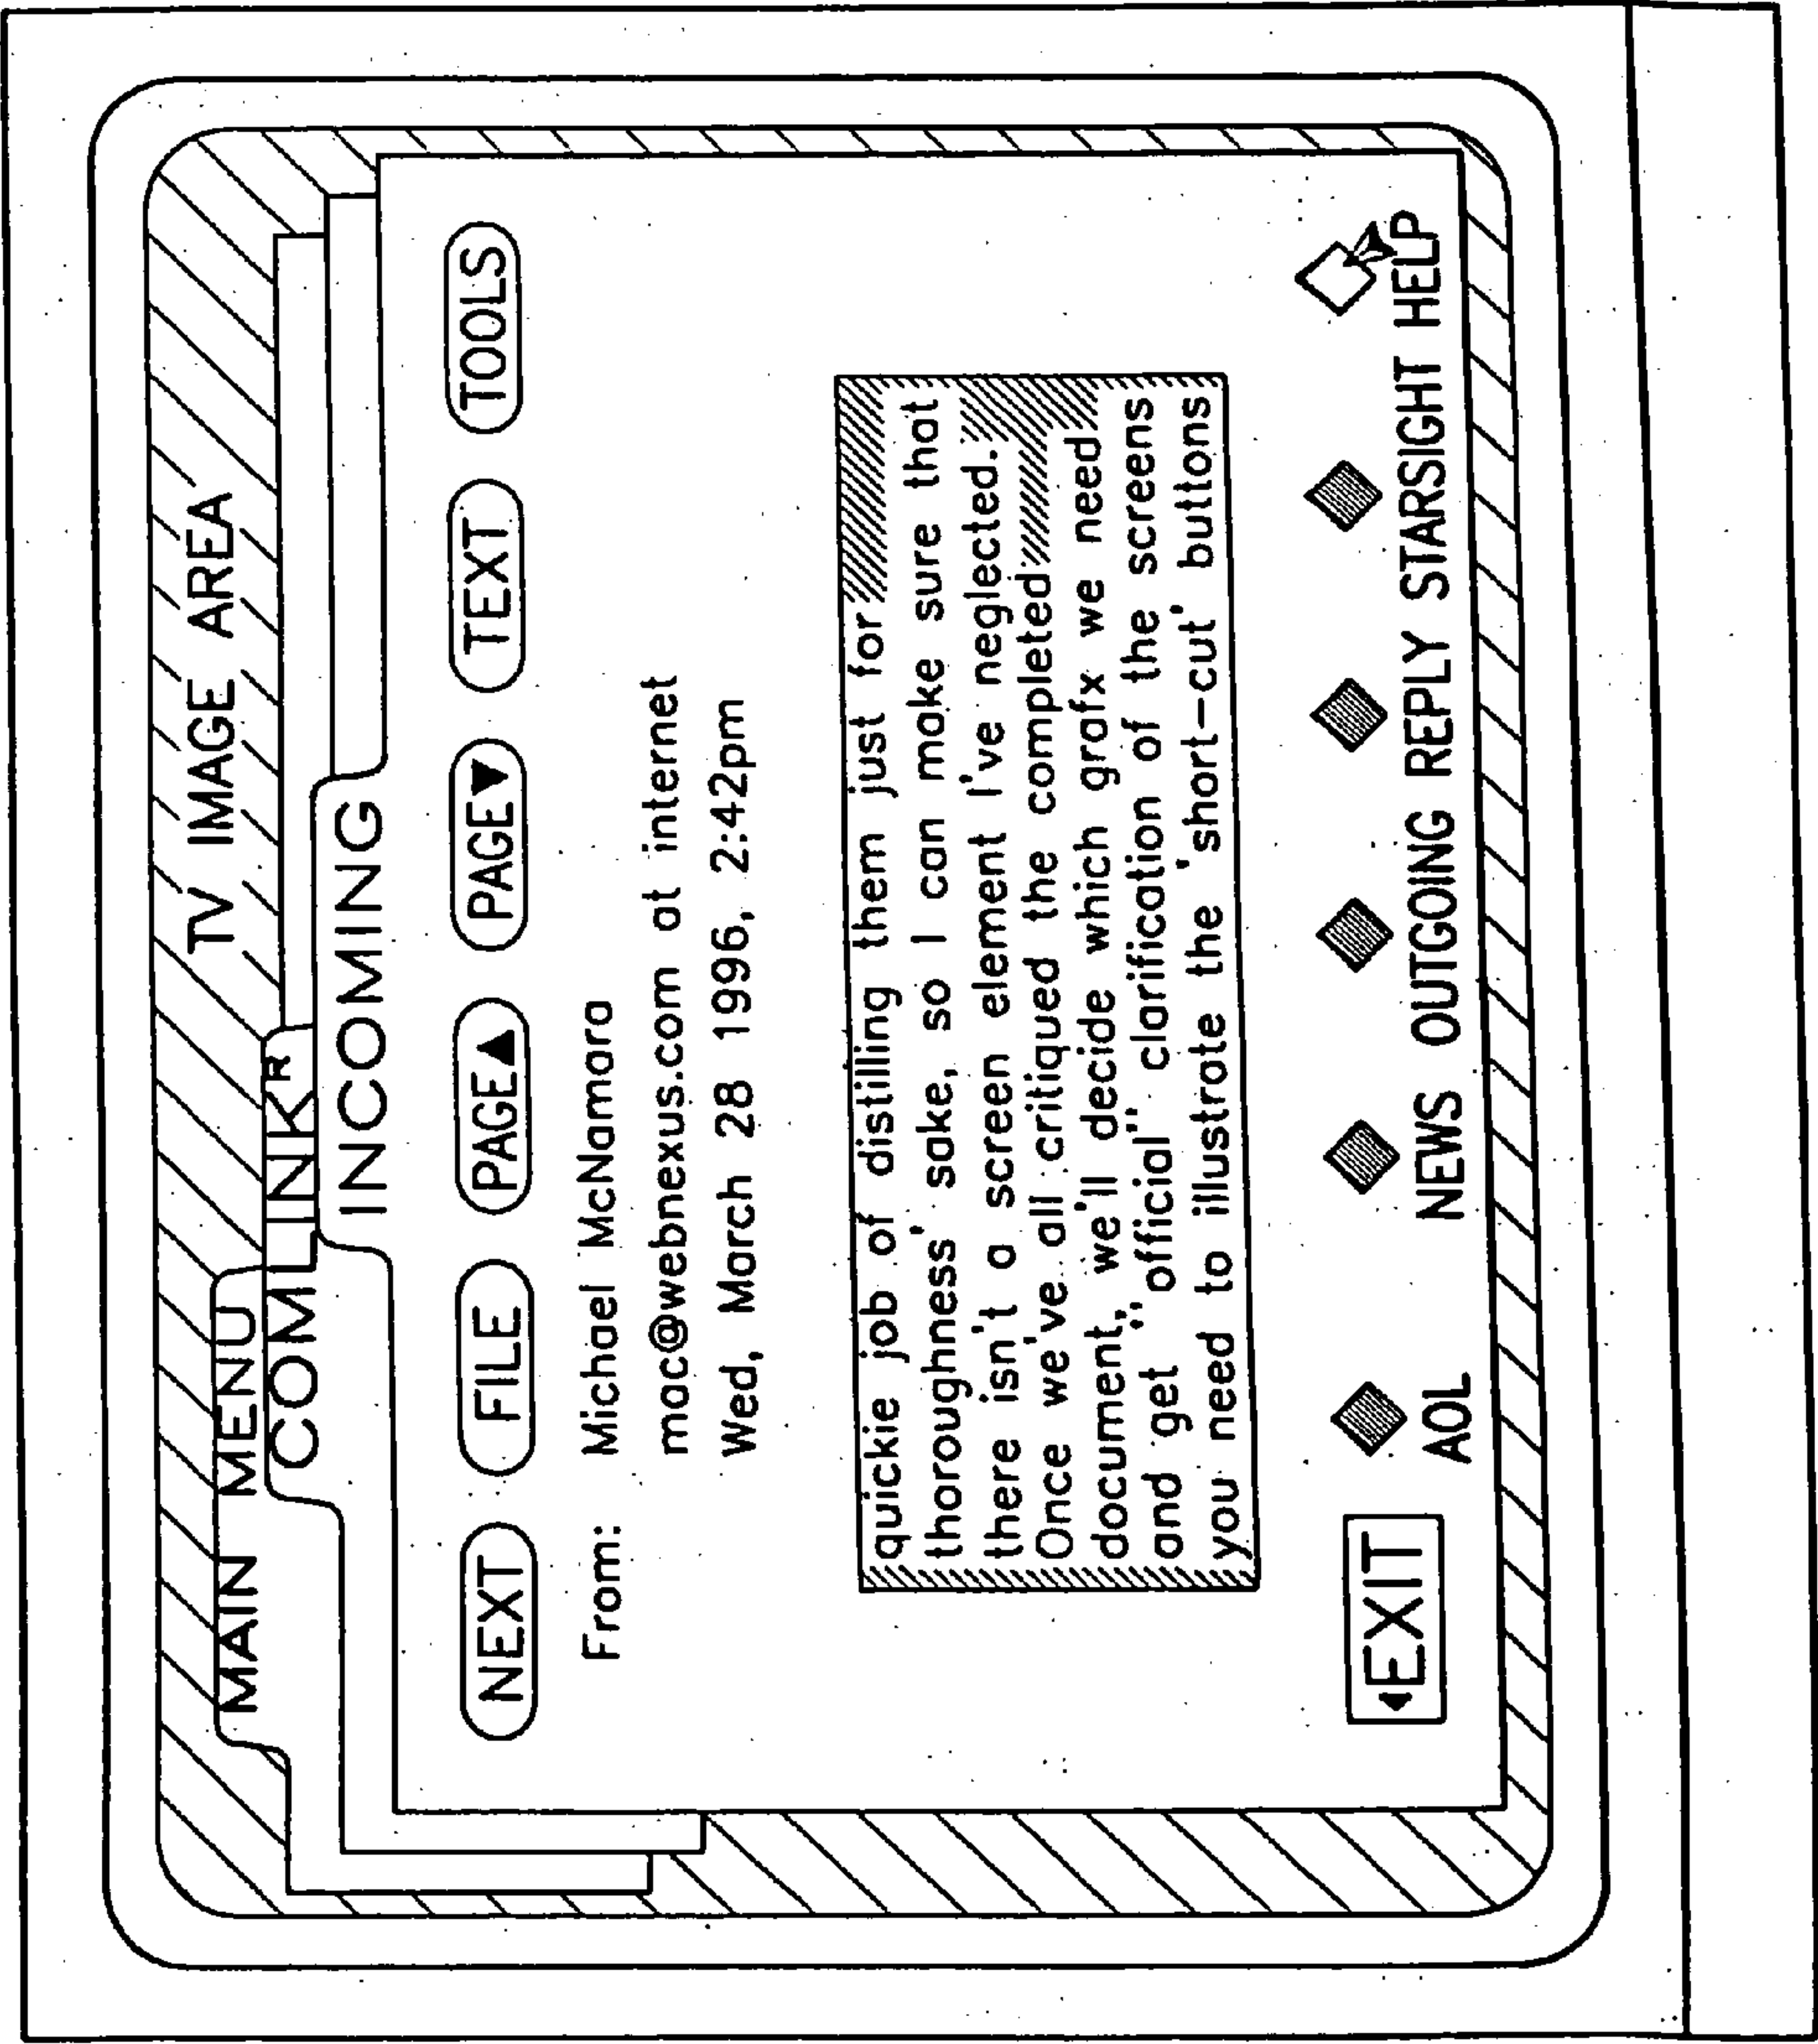 TV IMAGE AREA
MAIN MENU
COM LINK R
INCOMING
NEXT FILE PAGE▲ PAGE▼ TEXT TOOLS
From: Michael McNamara
mac@webnexus.com at internet
Wed, March 28 1996, 2:42pm
quickie job of distilling them just for
thoroughness' sake, so I can make sure that
there isn't a screen element I've neglected.
Once we've all critiqued the completed
document, we'll decide which grafx we need
and get "official" clarification of the screens
you need to illustrate the 'short-cut' buttons
◂EXIT AOL NEWS OUTGOING REPLY STARSIGHT HELP